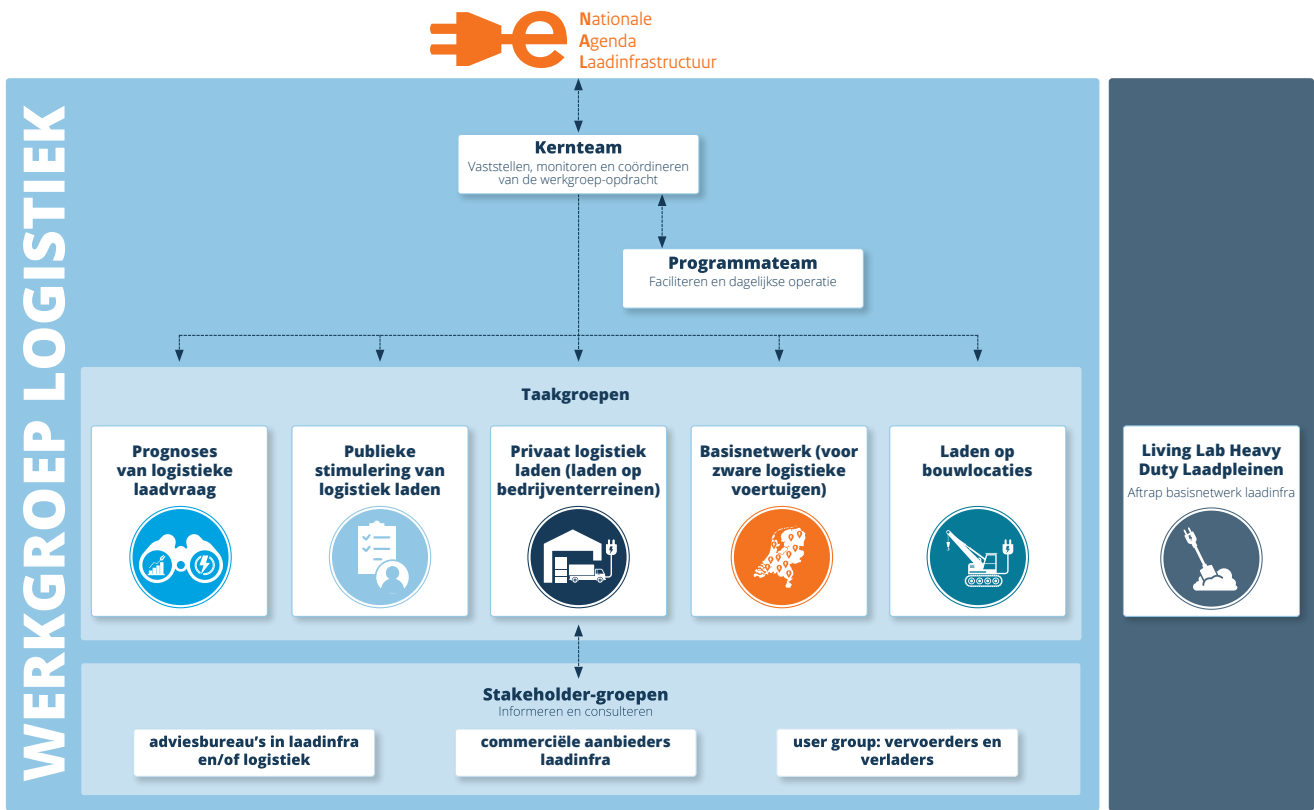 Nationale
Agenda
Laadinfrastructuur
WERKGROEP LOGISTIEK
Kernteam
Vaststellen, monitoren en coördineren
van de werkgroep-opdracht
Programmateam
Faciliteren en dagelijkse operatie
Taakgroepen
Prognoses
van logistieke
laadvraag
Publieke
stimulering van
logistiek laden
Privaat logistiek
laden (laden op
bedrijventerreinen)
Basisnetwerk (voor
zware logistieke
voertuigen)
Laden op
bouwlocaties
Living Lab Heavy
Duty Laadpleinen
Aftrap basisnetwerk laadinfra
Stakeholder-groepen
Informeren en consulteren
adviesbureau's in laadinfra
en/of logistiek
commerciële aanbieders
laadinfra
user group: vervoerders en
verladers